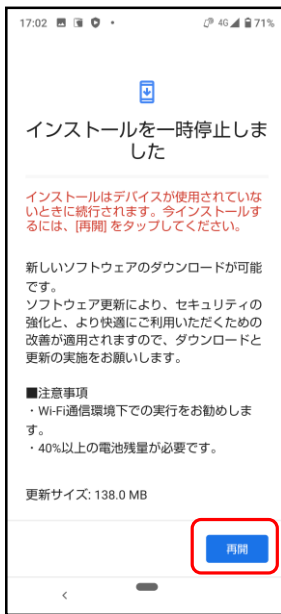 17:02 4G 71%
インストールを一時停止しま
した
インストールはデバイスが使用されていな
いときに続行されます。今インストールす
るには、[再開] をタップしてください。
新しいソフトウェアのダウンロードが可能
です。
ソフトウェア更新により、セキュリティの
強化と、より快適にご利用いただくための
改善が適用されますので、ダウンロードと
更新の実施をお願いします。
■注意事項
・Wi-Fi通信環境下での実行をお勧めしま
す。
・40%以上の電池残量が必要です。
更新サイズ: 138.0 MB
再開